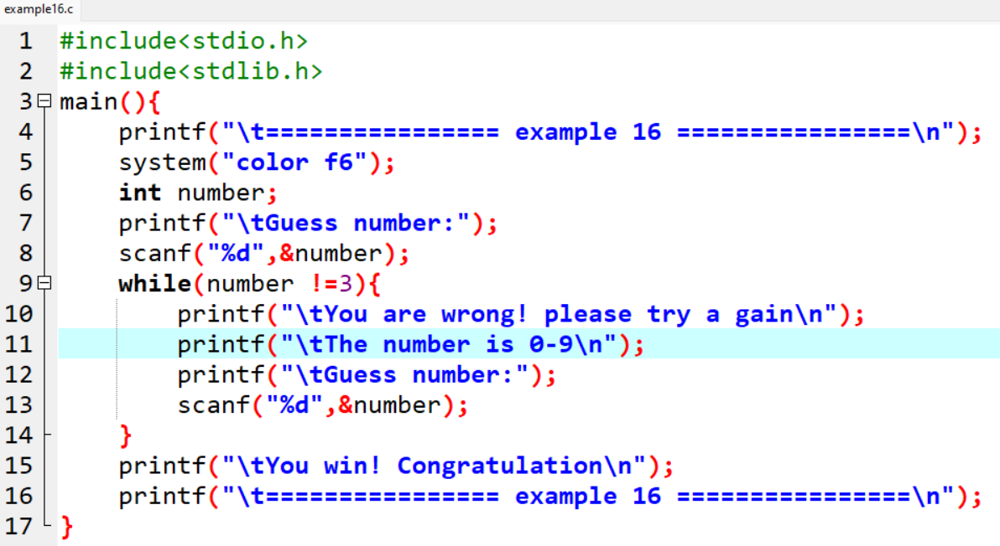 example16.c
1 #include<stdio.h>
2 #include<stdlib.h>
3 main(){
4 printf("\t================ example 16 ================\n");
5 system("color f6");
6 int number;
7 printf("\tGuess number:");
8 scanf("%d",&number);
9 while(number !=3){
10 printf("\tYou are wrong! please try a gain\n");
11 printf("\tThe number is 0-9\n");
12 printf("\tGuess number:");
13 scanf("%d",&number);
14 }
15 printf("\tYou win! Congratulation\n");
16 printf("\t================ example 16 ================\n");
17 }